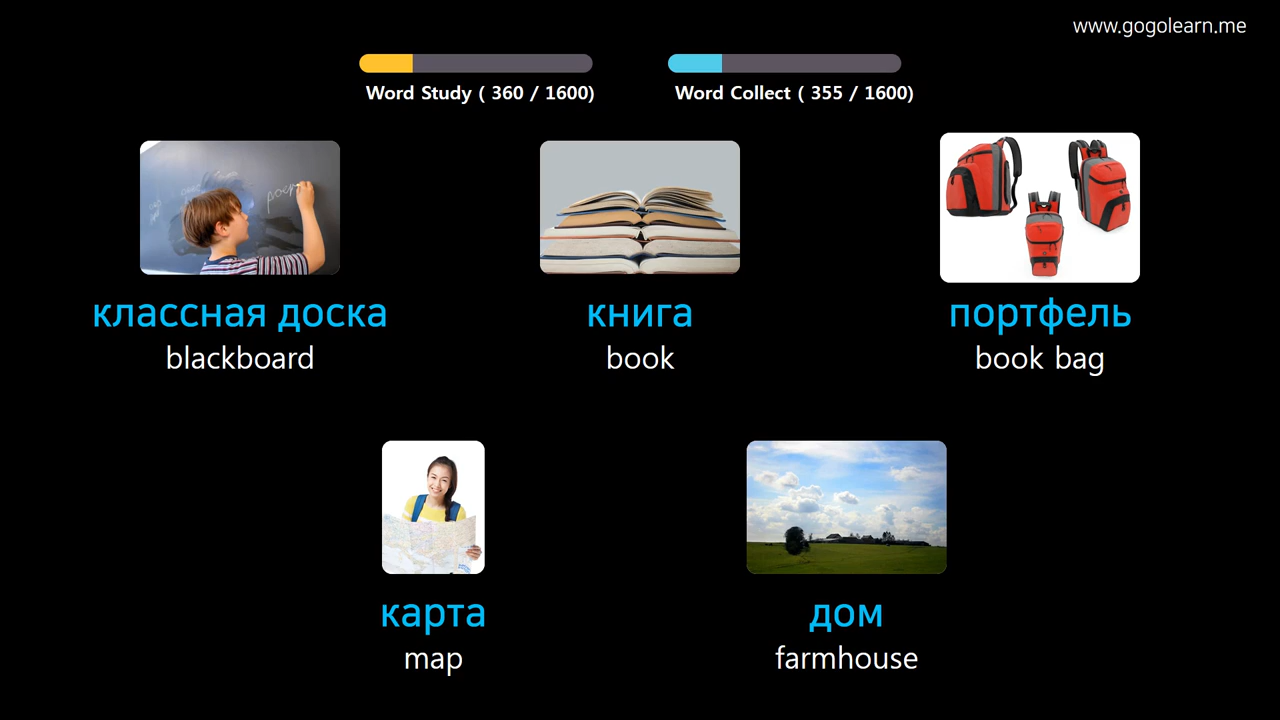 www.gogolearn.me
Word Study ( 360 / 1600)
Word Collect ( 355 / 1600)
классная доска
книга
портфель
blackboard
book
book bag
карта
дом
map
farmhouse